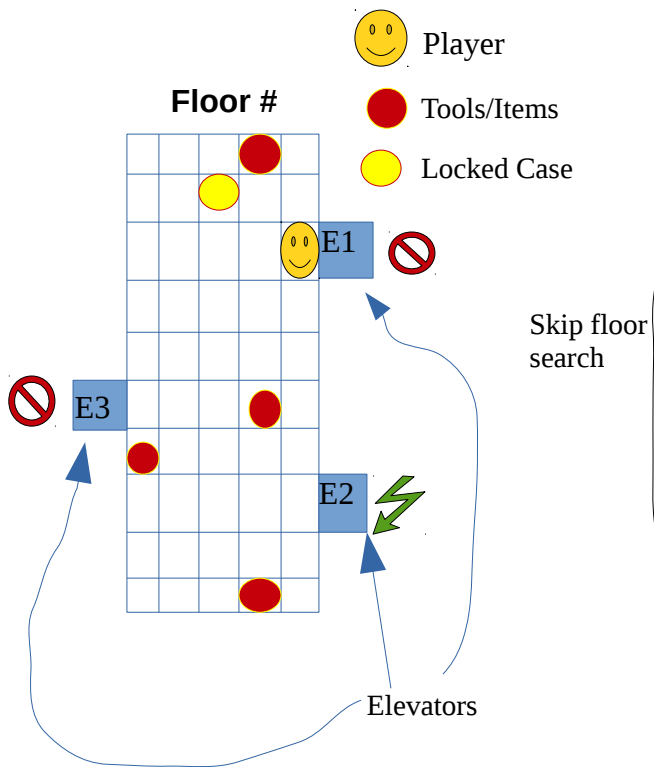 Player
Floor #
Tools/Items
Locked Case
E1
Skip floor
search
E3
E2
Elevators